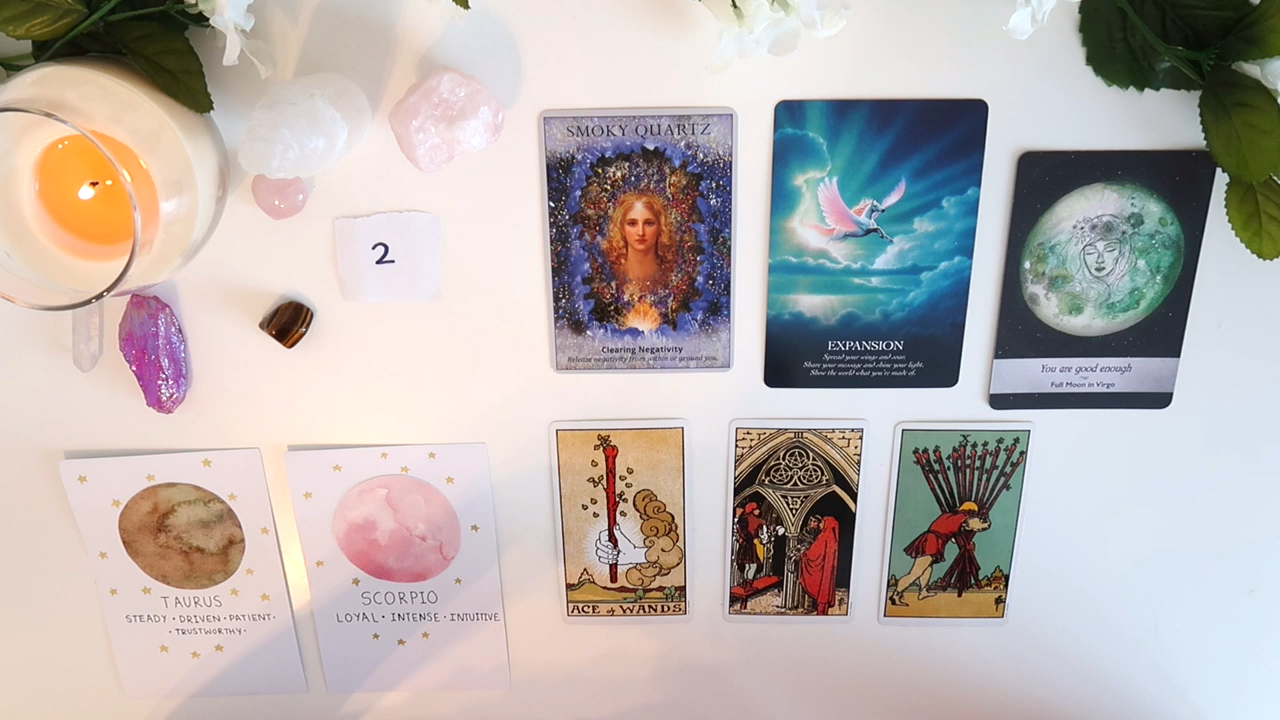 2
SMOKY QUARTZ
Clearing Negativity
Release negativity from within or around you.
EXPANSION
Spread your wings and soar.
Share your message and shine your light.
Show the world what you're made of.
You are good enough
Full Moon in Virgo
TAURUS
STEADY • DRIVEN • PATIENT •
• TRUSTWORTHY •
SCORPIO
LOYAL • INTENSE • INTUITIVE
ACE of WANDS.
III
X